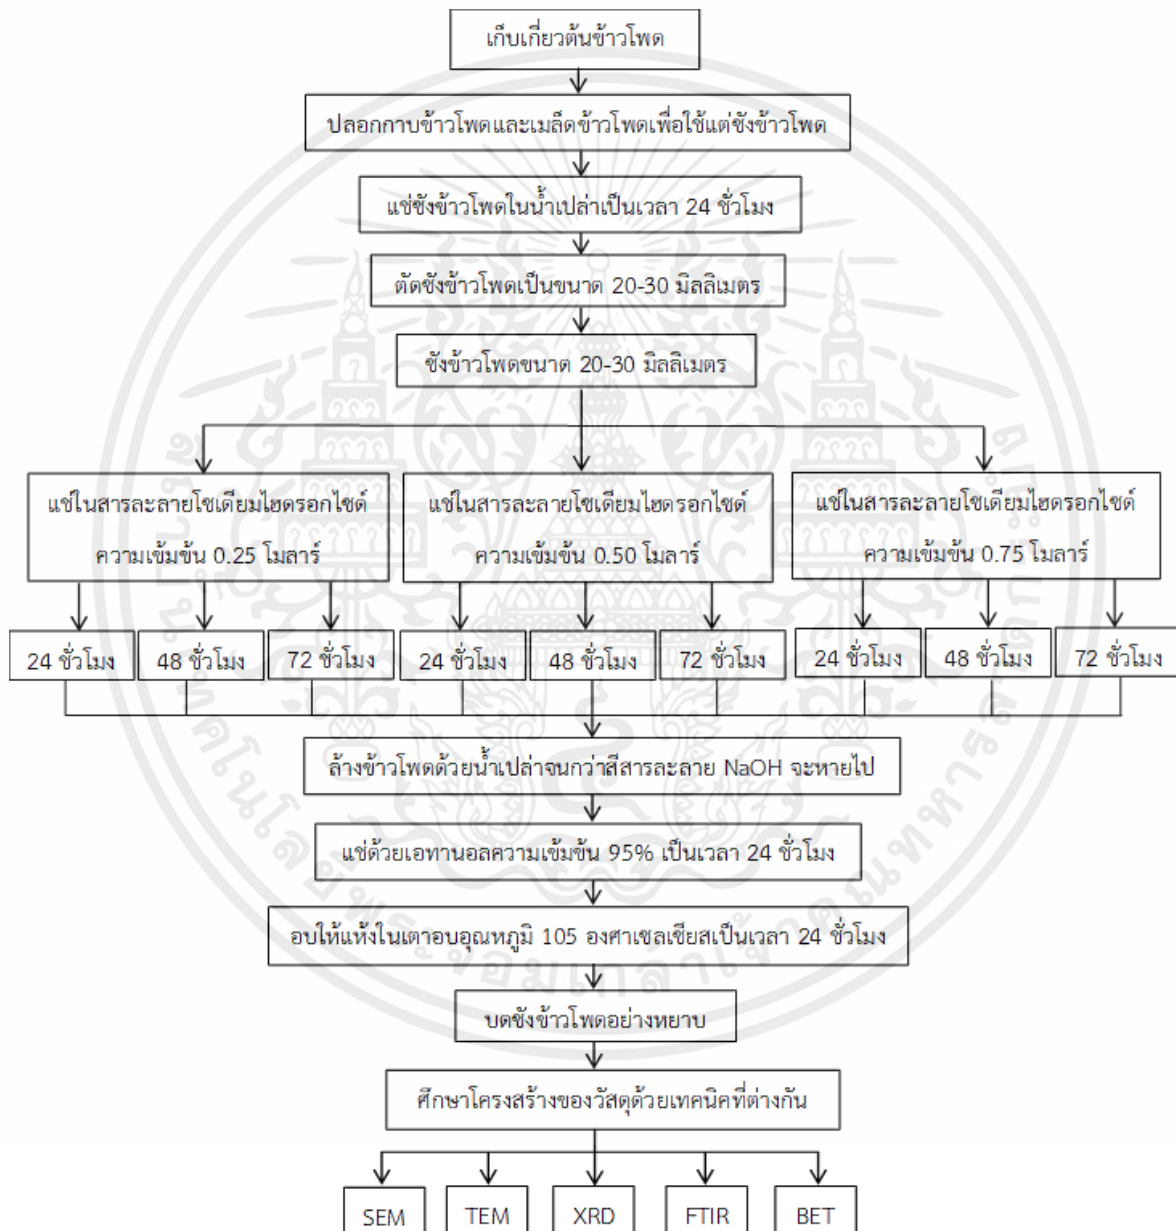 เก็บเกี่ยวต้นข้าวโพด
ปลอกกาบข้าวโพดและเมล็ดข้าวโพดเพื่อใช้แต่ซังข้าวโพด
แช่ซังข้าวโพดในน้ำเปล่าเป็นเวลา 24 ชั่วโมง
ตัดซังข้าวโพดเป็นขนาด 20-30 มิลลิเมตร
ซังข้าวโพดขนาด 20-30 มิลลิเมตร
แช่ในสารละลายโซเดียมไฮดรอกไซด์
ความเข้มข้น 0.25 โมลาร์
แช่ในสารละลายโซเดียมไฮดรอกไซด์
ความเข้มข้น 0.50 โมลาร์
แช่ในสารละลายโซเดียมไฮดรอกไซด์
ความเข้มข้น 0.75 โมลาร์
24 ชั่วโมง
48 ชั่วโมง
72 ชั่วโมง
24 ชั่วโมง
48 ชั่วโมง
72 ชั่วโมง
24 ชั่วโมง
48 ชั่วโมง
72 ชั่วโมง
ล้างข้าวโพดด้วยน้ำเปล่าจนกว่าสีสารละลาย NaOH จะหายไป
แช่ด้วยเอทานอลความเข้มข้น 95% เป็นเวลา 24 ชั่วโมง
อบให้แห้งในเตาอบอุณหภูมิ 105 องศาเซลเซียสเป็นเวลา 24 ชั่วโมง
บดซังข้าวโพดอย่างหยาบ
ศึกษาโครงสร้างของวัสดุด้วยเทคนิคที่ต่างกัน
SEM
TEM
XRD
FTIR
BET